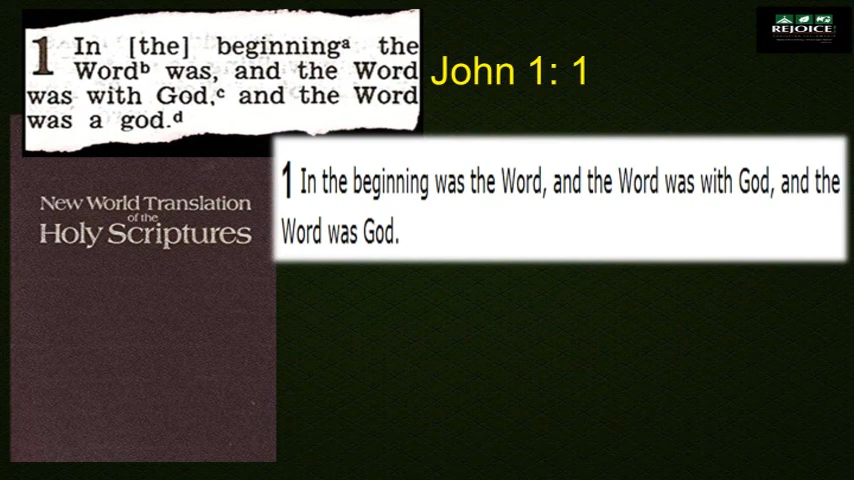 1 In [the] beginningᵃ the
Wordᵇ was, and the Word
was with God,ᶜ and the Word
was a god.ᵈ
John 1: 1
REJOICE
1 In the beginning was the Word, and the Word was with God, and the
Word was God.
New World Translation
of the
Holy Scriptures